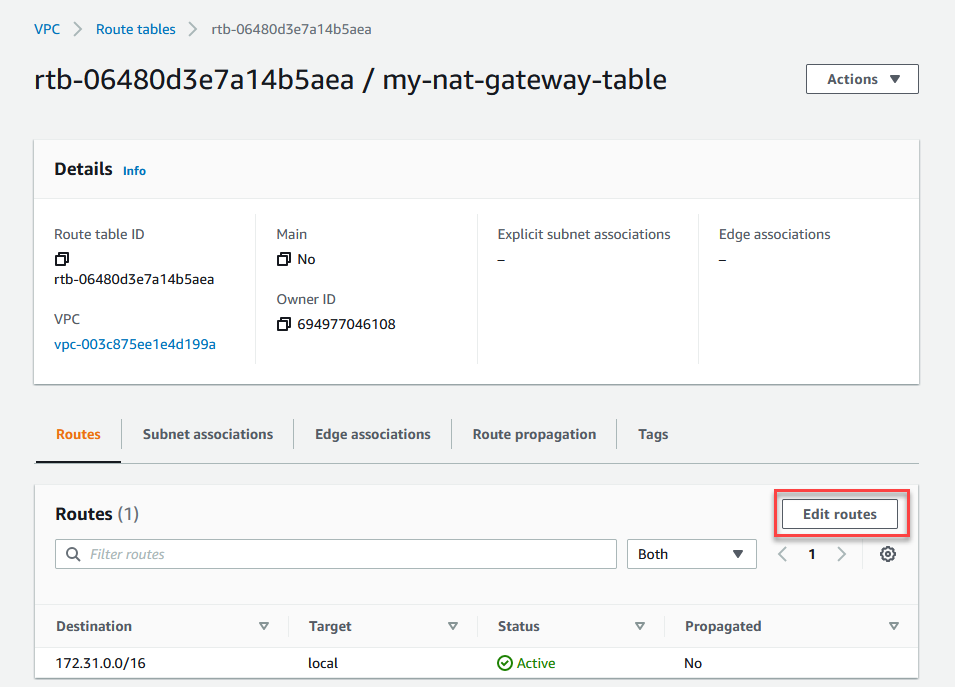 VPC > Route tables > rtb-06480d3e7a14b5aea
rtb-06480d3e7a14b5aea / my-nat-gateway-table
Actions
Details Info
Route table ID
rtb-06480d3e7a14b5aea
VPC
vpc-003c875ee1e4d199a
Main
No
Owner ID
694977046108
Explicit subnet associations
–
Edge associations
–
Routes Subnet associations Edge associations Route propagation Tags
Routes (1)
Edit routes
Filter routes Both 1
Destination Target Status Propagated
172.31.0.0/16 local Active No